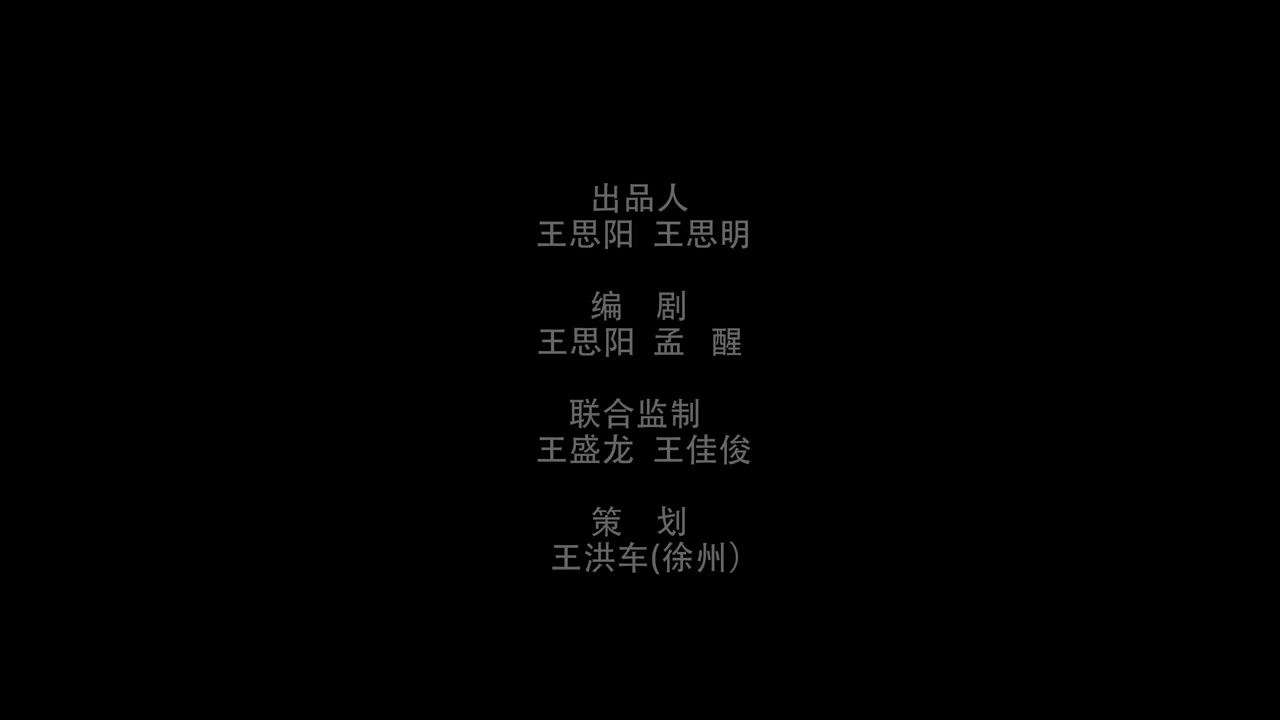 出品人
王思阳 王思明
编 剧
王思阳 孟 醒
联合监制
王盛龙 王佳俊
策 划
王洪车(徐州）